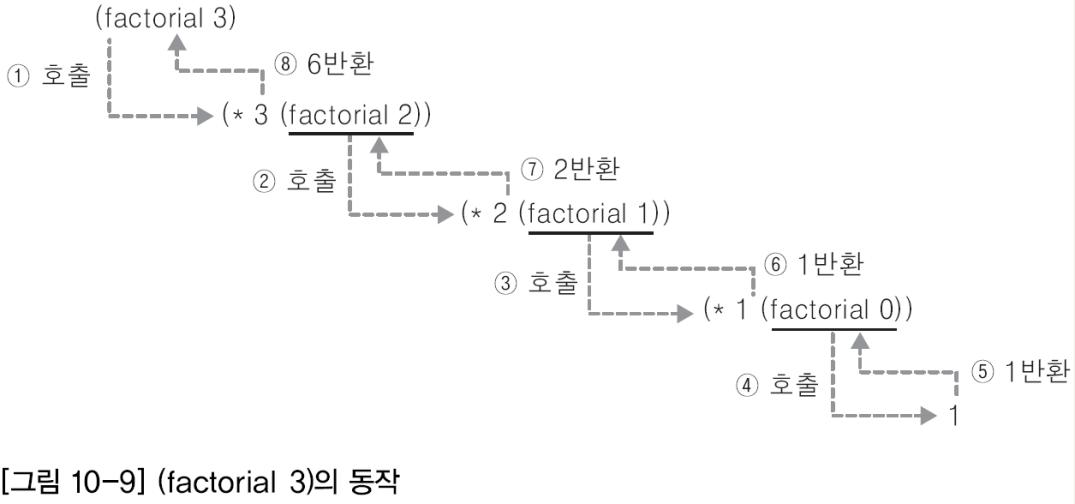 (factorial 3)
① 호출
⑧ 6반환
(* 3 (factorial 2))
② 호출
⑦ 2반환
(* 2 (factorial 1))
③ 호출
⑥ 1반환
(* 1 (factorial 0))
④ 호출
⑤ 1반환
1
[그림 10-9] (factorial 3)의 동작